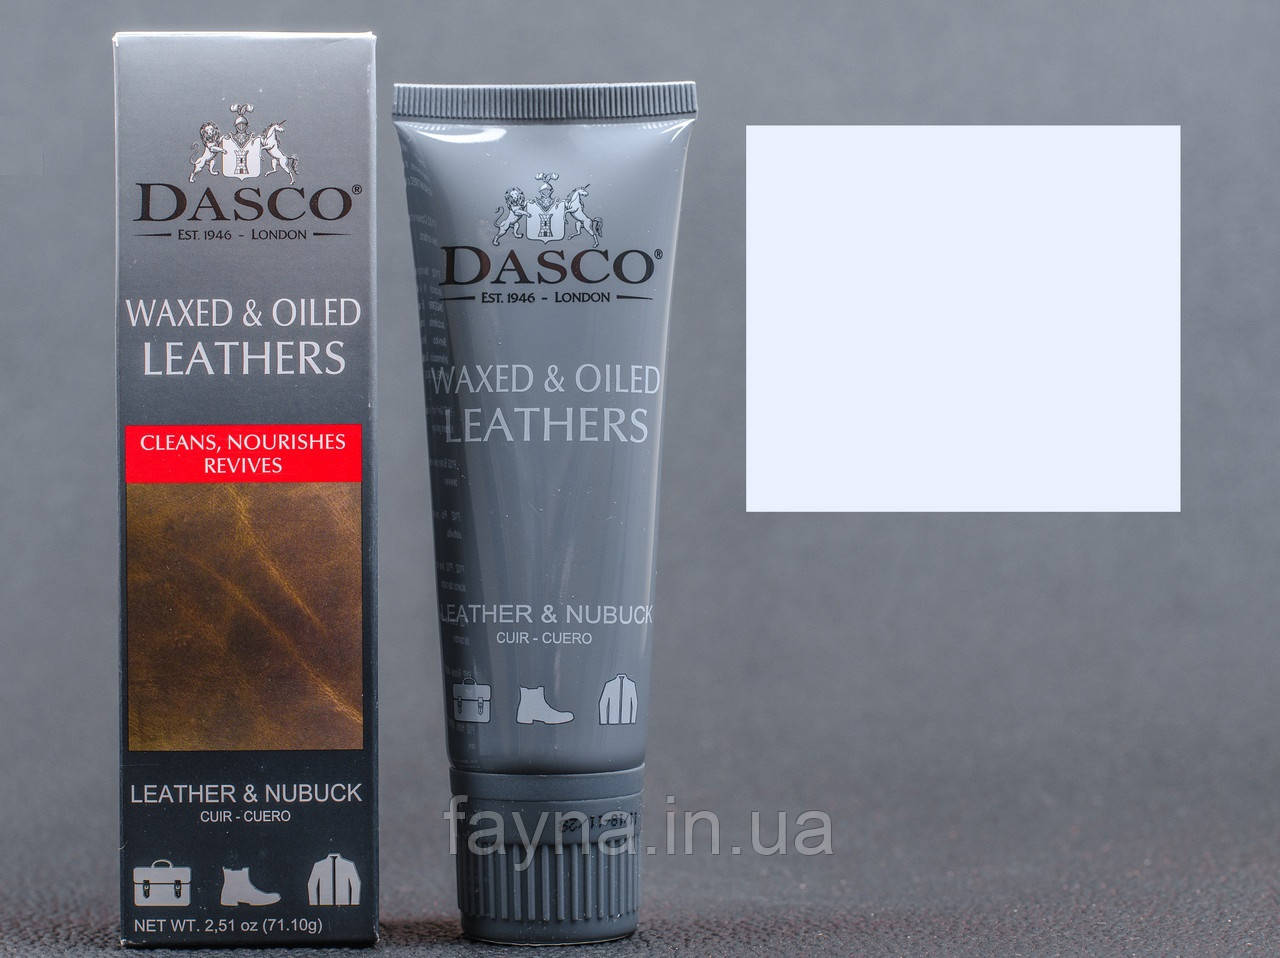 DASCO®
EST. 1946 - LONDON
WAXED & OILED
LEATHERS
CLEANS, NOURISHES
REVIVES
LEATHER & NUBUCK
CUIR - CUERO
NET WT. 2,51 oz (71.10g)
DASCO®
EST. 1946 - LONDON
WAXED & OILED
LEATHERS
LEATHER & NUBUCK
CUIR - CUERO
fayna.in.ua